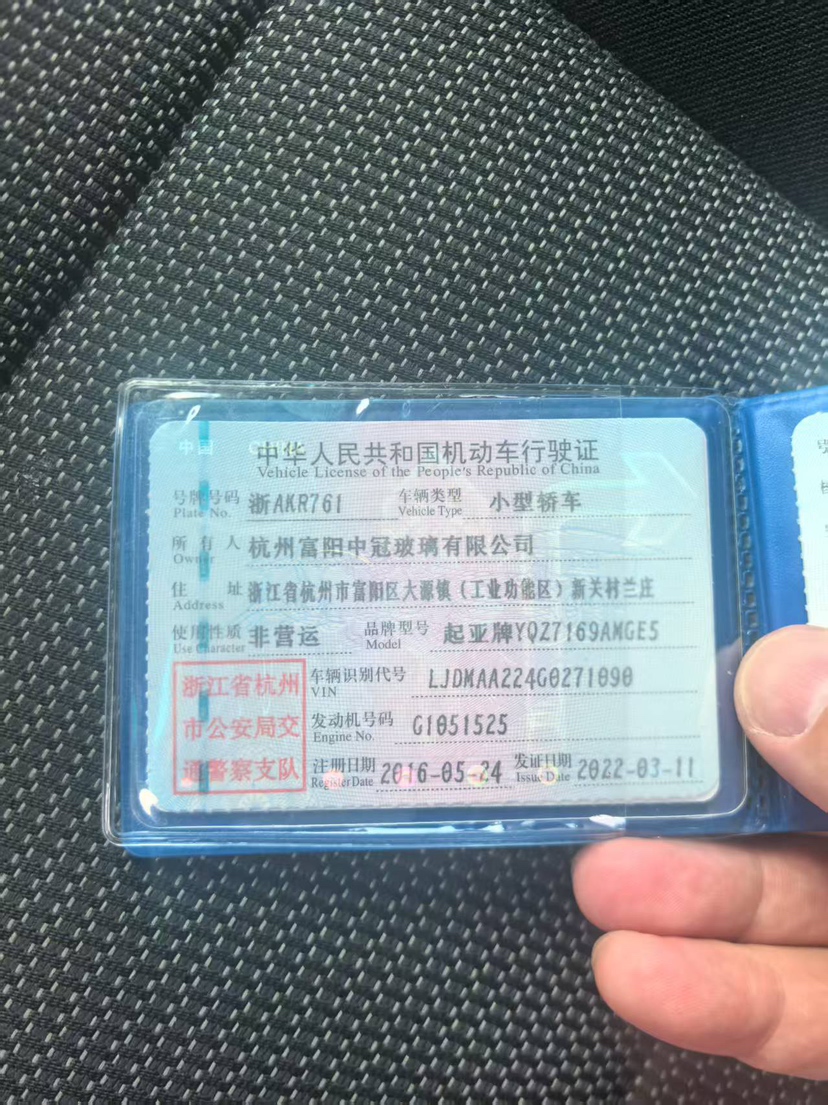 中国 CHINA
中华人民共和国机动车行驶证
Vehicle License of the People's Republic of China
号牌号码 浙AKR761 车辆类型 小型轿车
Plate No. Vehicle Type
所有人 杭州富阳中冠玻璃有限公司
Owner
住址 浙江省杭州市富阳区大源镇（工业功能区）新关村兰庄
Address
使用性质 非营运 品牌型号 起亚牌YQZ7169AMGE5
Use Character Model
浙江省杭州
市公安局交
通警察支队
车辆识别代号 LJDMAA224G0271090
VIN
发动机号码 G1051525
Engine No.
注册日期 2016-05-24 发证日期 2022-03-11
Register Date Issue Date